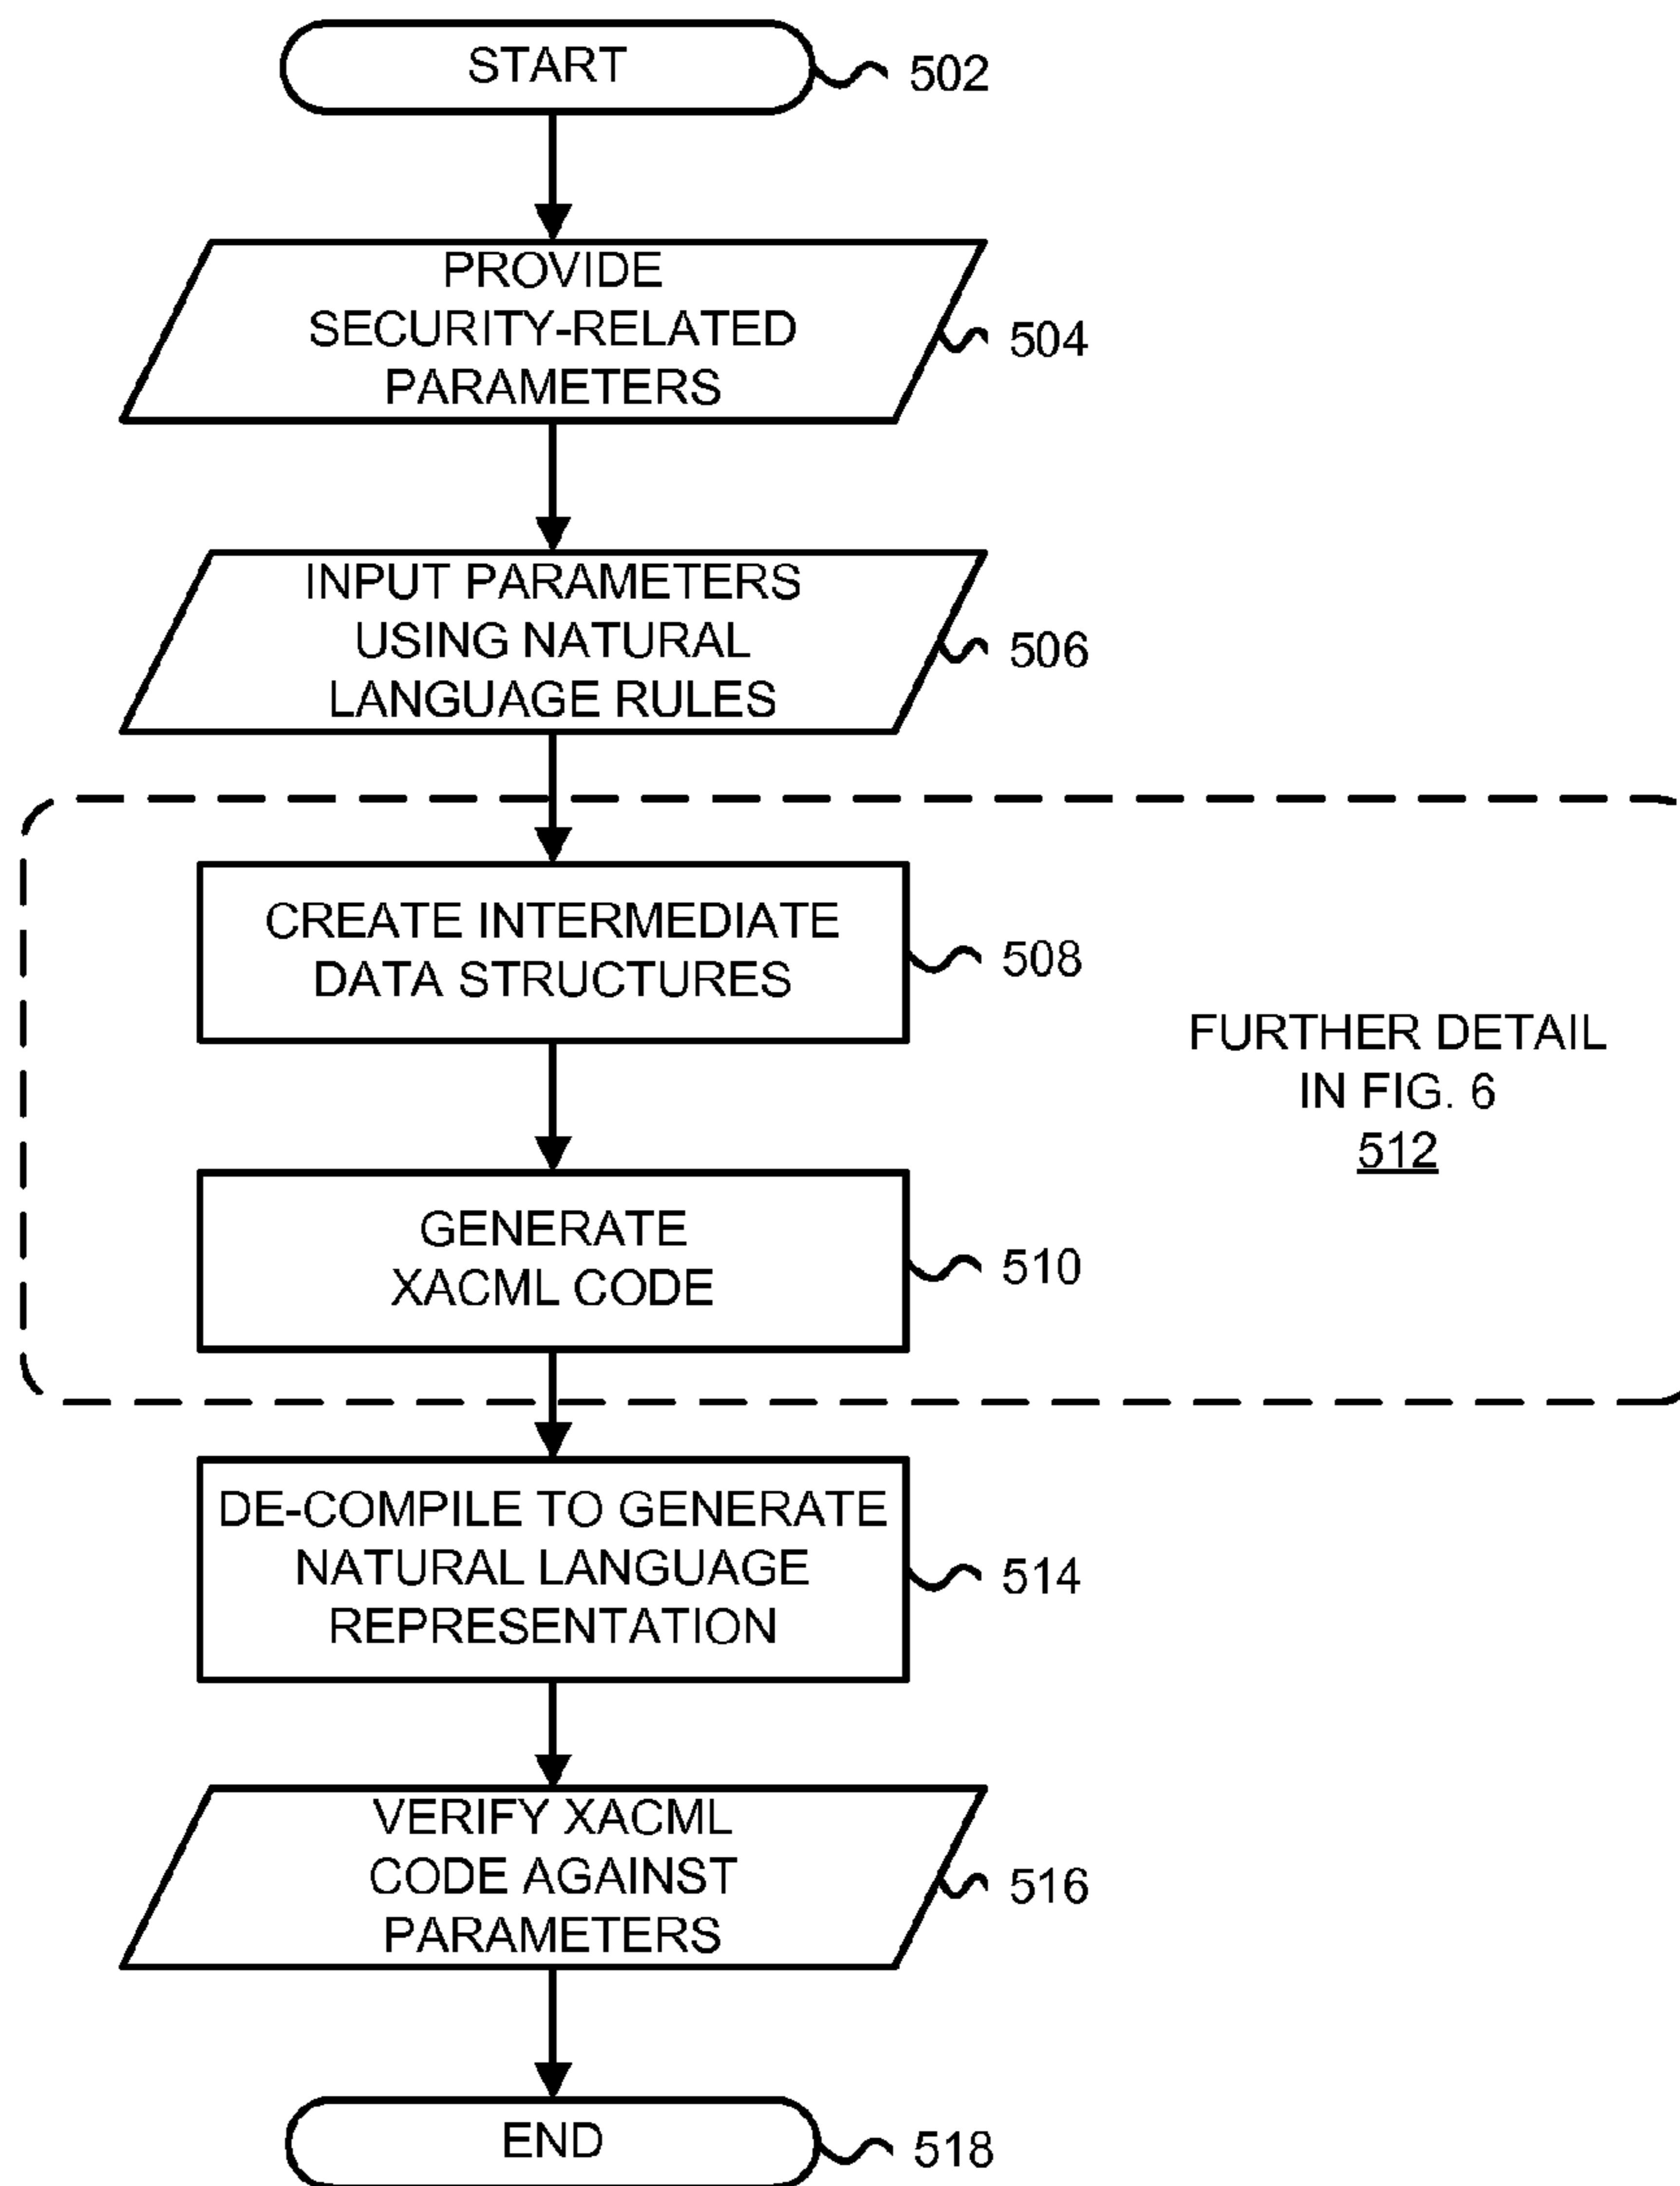 START
502
PROVIDE
SECURITY-RELATED
PARAMETERS
504
INPUT PARAMETERS
USING NATURAL
LANGUAGE RULES
506
CREATE INTERMEDIATE
DATA STRUCTURES
508
FURTHER DETAIL
IN FIG. 6
512
GENERATE
XACML CODE
510
DE-COMPILE TO GENERATE
NATURAL LANGUAGE
REPRESENTATION
514
VERIFY XACML
CODE AGAINST
PARAMETERS
516
END
518